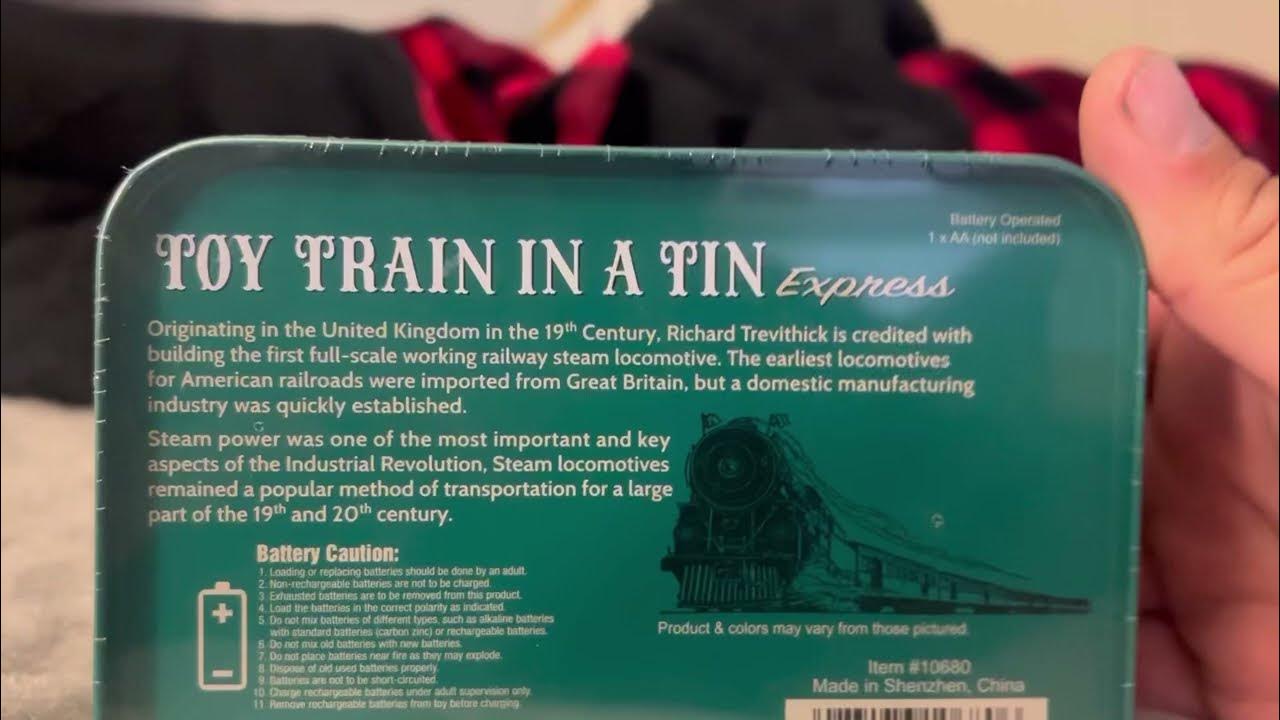 Battery Operated
1 x AA (not included)
TOY TRAIN IN A TIN Express
Originating in the United Kingdom in the 19th Century, Richard Trevithick is credited with
building the first full-scale working railway steam locomotive. The earliest locomotives
for American railroads were imported from Great Britain, but a domestic manufacturing
industry was quickly established.
Steam power was one of the most important and key
aspects of the Industrial Revolution, Steam locomotives
remained a popular method of transportation for a large
part of the 19th and 20th century.
Battery Caution:
1. Loading or replacing batteries should be done by an adult.
2. Non-rechargeable batteries are not to be charged.
3. Exhausted batteries are to be removed from this product.
4. Load the batteries in the correct polarity as indicated.
5. Do not mix batteries of different types, such as alkaline batteries
with standard batteries (carbon zinc) or rechargeable batteries.
6. Do not mix old batteries with new batteries.
7. Do not place batteries near fire as they may explode.
8. Dispose of old used batteries properly.
9. Batteries are not to be short-circuited.
10. Charge rechargeable batteries under adult supervision only.
11. Remove rechargeable batteries from toy before charging.
+
–
Product & colors may vary from those pictured.
Item #10680
Made in Shenzhen, China